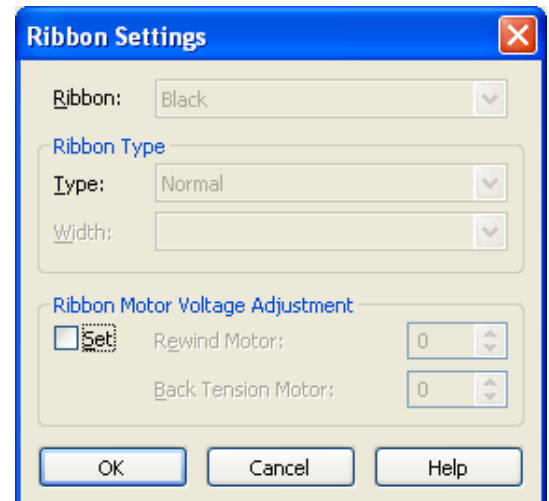 Ribbon Settings
Ribbon: Black
Ribbon Type
Type: Normal
Width:
Ribbon Motor Voltage Adjustment
Set Rewind Motor: 0
Back Tension Motor: 0
OK Cancel Help